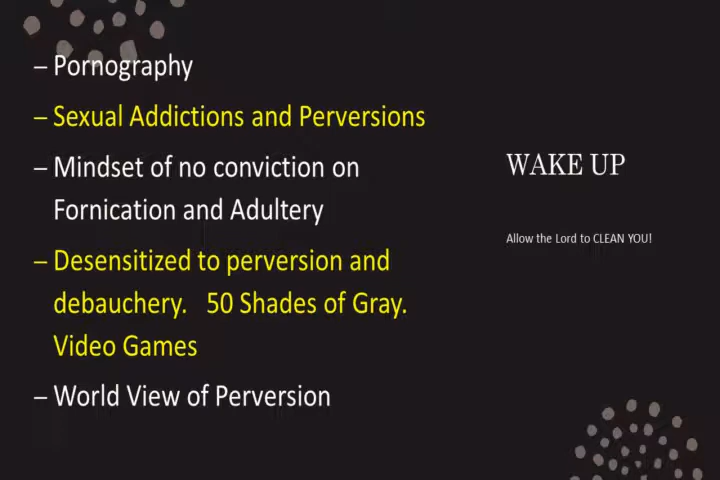 – Pornography
– Sexual Addictions and Perversions
– Mindset of no conviction on
Fornication and Adultery
– Desensitized to perversion and
debauchery. 50 Shades of Gray.
Video Games
– World View of Perversion
WAKE UP
Allow the Lord to CLEAN YOU!